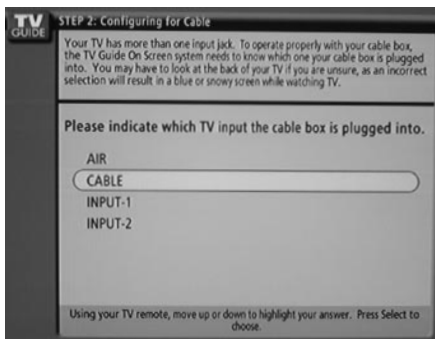 TV
GUIDE
STEP 2: Configuring for Cable
Your TV has more than one input jack. To operate properly with your cable box,
the TV Guide On Screen system needs to know which one your cable box is plugged
into. You may have to look at the back of your TV if you are unsure, as an incorrect
selection will result in a blue or snowy screen while watching TV.
Please indicate which TV input the cable box is plugged into.
AIR
CABLE
INPUT-1
INPUT-2
Using your TV remote, move up or down to highlight your answer. Press Select to
choose.